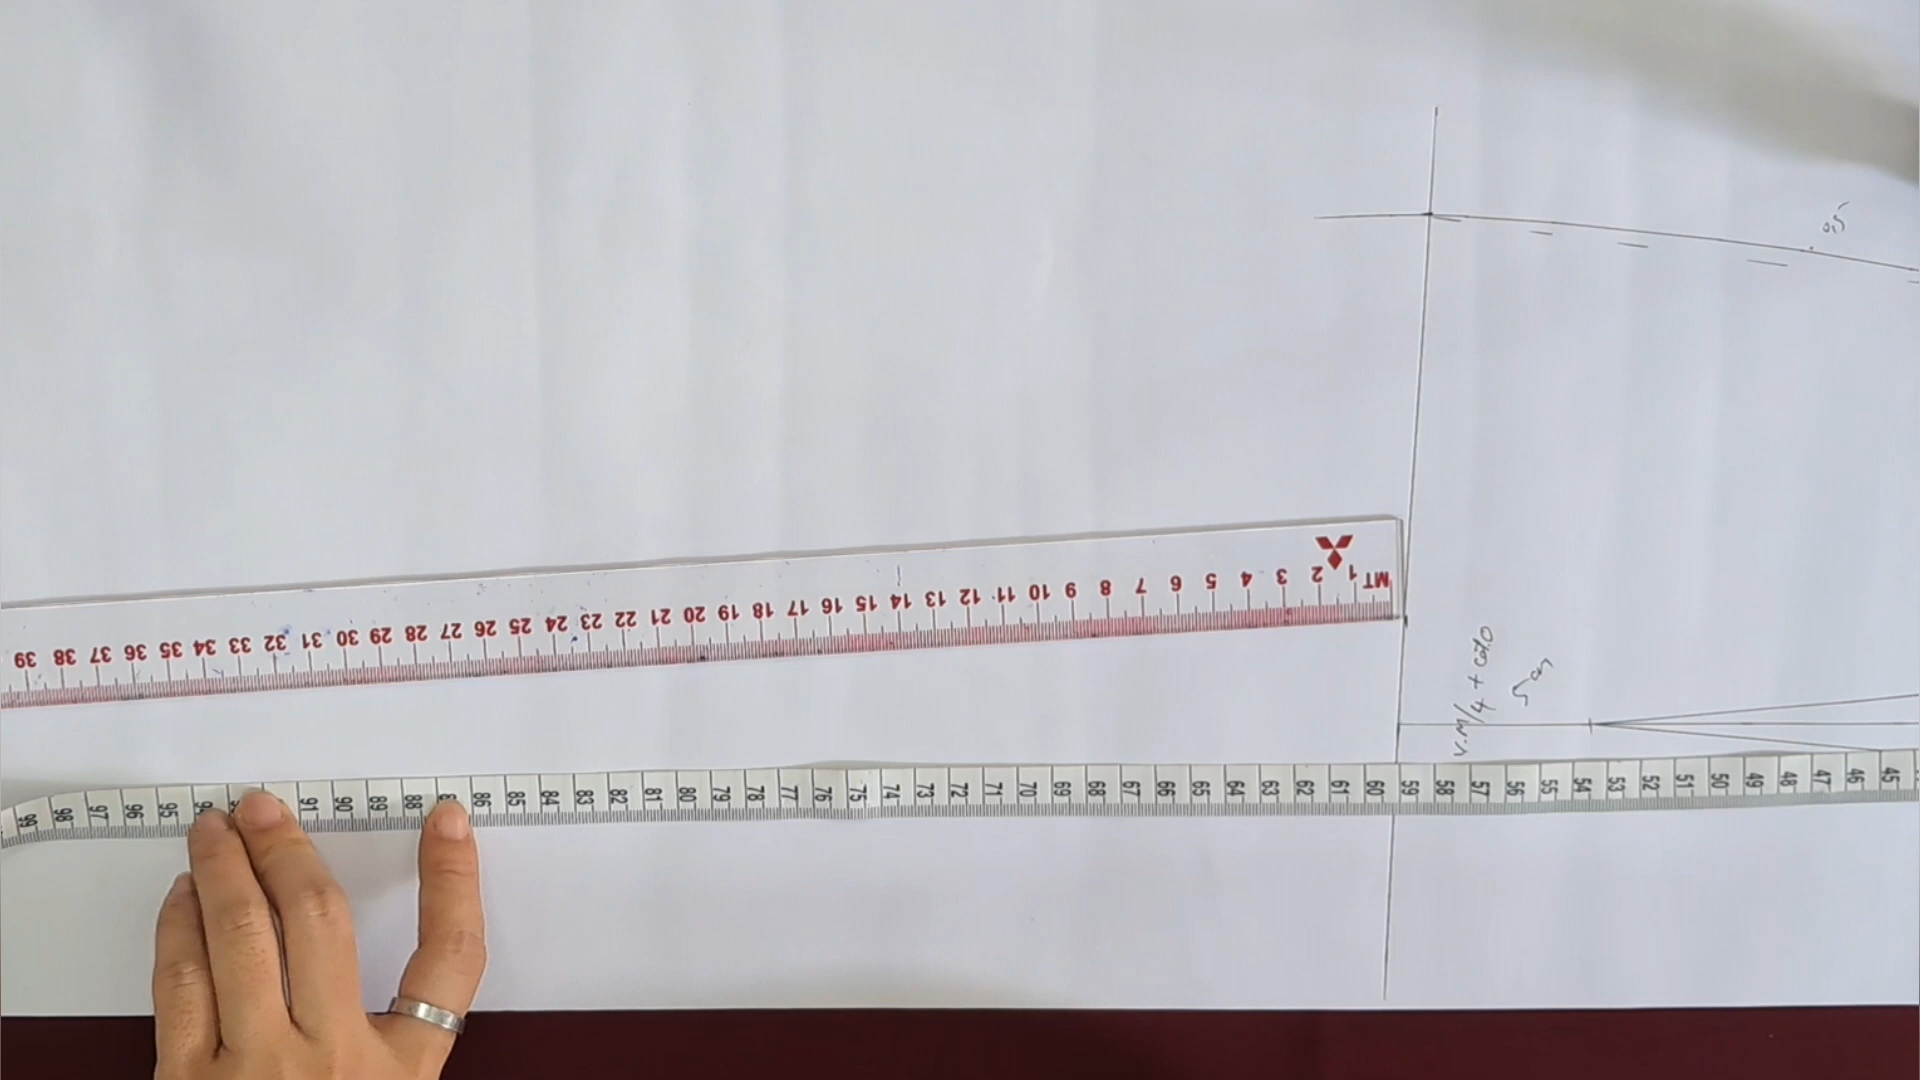 0,5
MT 1 2 3 4 5 6 7 8 9 10 11 12 13 14 15 16 17 18 19 20 21 22 23 24 25 26 27 28 29 30 31 32 33 34 35 36 37 38 39
V.M/4 +
5 cm
45 46 47 48 49 50 51 52 53 54 55 56 57 58 59 60 61 62 63 64 65 66 67 68 69 70 71 72 73 74 75 76 77 78 79 80 81 82 83 84 85 86 88 89 90 91 95 96 97 98 99